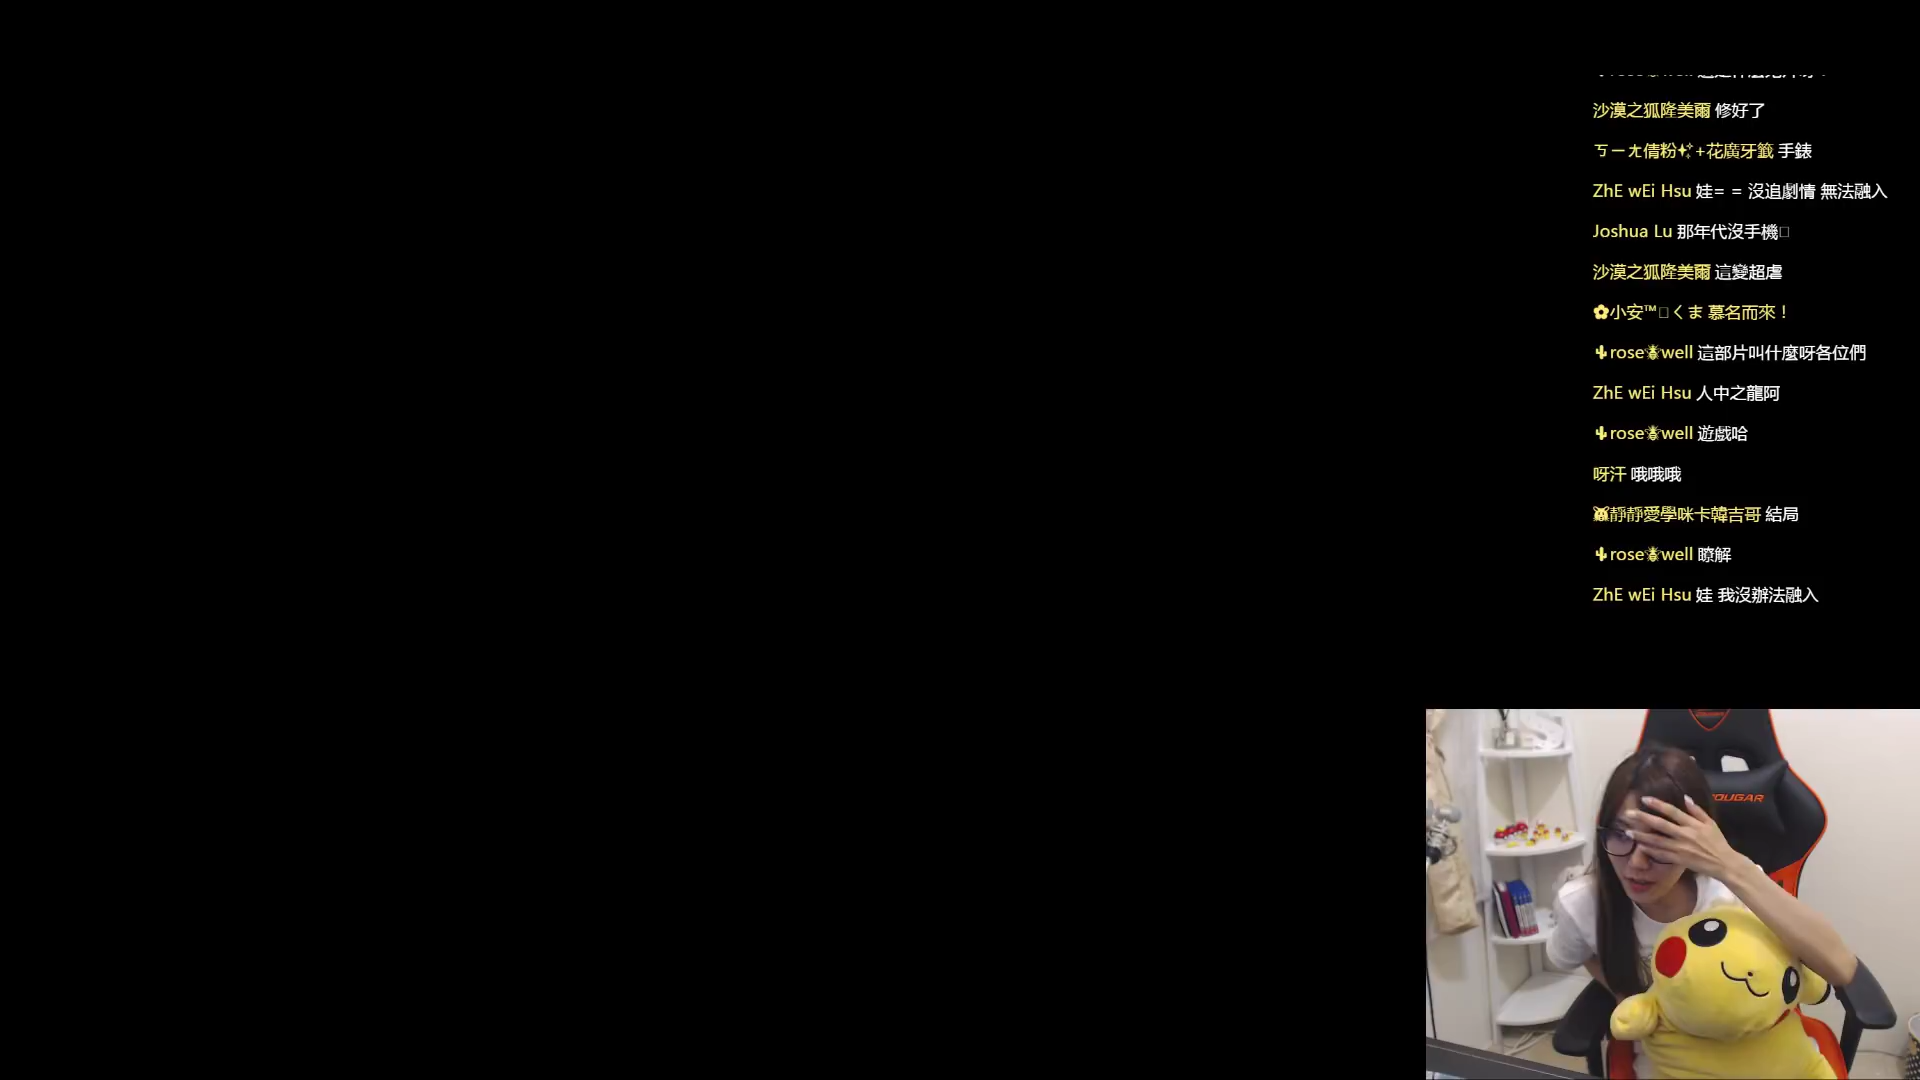 沙漠之狐隆美爾 修好了
ㄎㄧㄤ倩粉✨+花廣牙籤 手錶
ZhE wEi Hsu 娃= = 沒追劇情 無法融入
Joshua Lu 那年代沒手機□
沙漠之狐隆美爾 這變超虐
✿小安™□くま 慕名而來！
rose well 這部片叫什麼呀各位們
ZhE wEi Hsu 人中之龍阿
rose well 遊戲哈
呀汗 哦哦哦
靜靜愛學咪卡韓吉哥 結局
rose well 瞭解
ZhE wEi Hsu 娃 我沒辦法融入
COUGAR